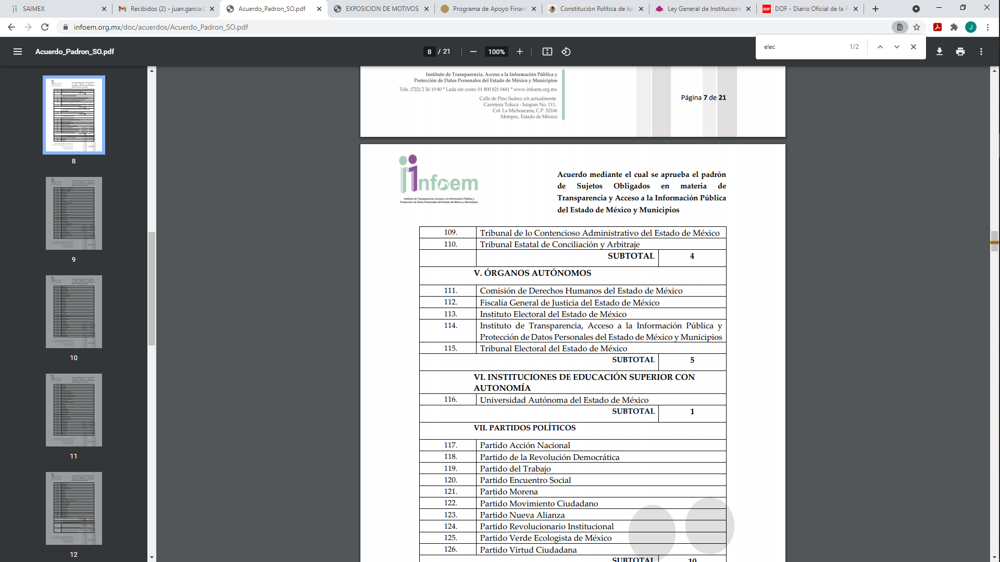 SAIMEX
Recibidos (2) - juan.garcia@
Acuerdo_Padron_SO.pdf
EXPOSICION DE MOTIVOS
Programa de Apoyo Financ
Constitución Política de los
Ley General de Institucione
DOF - Diario Oficial de la F
infoem.org.mx/doc/acuerdos/Acuerdo_Padron_SO.pdf
J
Acuerdo_Padron_SO.pdf
8 / 21
100%
elec
1/2
8
9
10
11
12
Instituto de Transparencia, Acceso a la Información Pública y
Protección de Datos Personales del Estado de México y Municipios
Tels. (722) 2 26 19 80 * Lada sin costo: 01 800 821 0441 * www.infoem.org.mx
Calle de Pino Suárez s/n actualmente
Carretera Toluca - Ixtapan No. 111,
Col. La Michoacana, C.P. 52166
Metepec, Estado de México
Página 7 de 21
infoem
Instituto de Transparencia, Acceso a la Información Pública y
Protección de Datos Personales del Estado de México y Municipios
Acuerdo mediante el cual se aprueba el padrón
de Sujetos Obligados en materia de
Transparencia y Acceso a la Información Pública
del Estado de México y Municipios
109. Tribunal de lo Contencioso Administrativo del Estado de México
110. Tribunal Estatal de Conciliación y Arbitraje
SUBTOTAL 4
V. ÓRGANOS AUTÓNOMOS
111. Comisión de Derechos Humanos del Estado de México
112. Fiscalía General de Justicia del Estado de México
113. Instituto Electoral del Estado de México
114. Instituto de Transparencia, Acceso a la Información Pública y
Protección de Datos Personales del Estado de México y Municipios
115. Tribunal Electoral del Estado de México
SUBTOTAL 5
VI. INSTITUCIONES DE EDUCACIÓN SUPERIOR CON
AUTONOMÍA
116. Universidad Autónoma del Estado de México
SUBTOTAL 1
VII. PARTIDOS POLÍTICOS
117. Partido Acción Nacional
118. Partido de la Revolución Democrática
119. Partido del Trabajo
120. Partido Encuentro Social
121. Partido Morena
122. Partido Movimiento Ciudadano
123. Partido Nueva Alianza
124. Partido Revolucionario Institucional
125. Partido Verde Ecologista de México
126. Partido Virtud Ciudadana
SUBTOTAL 10